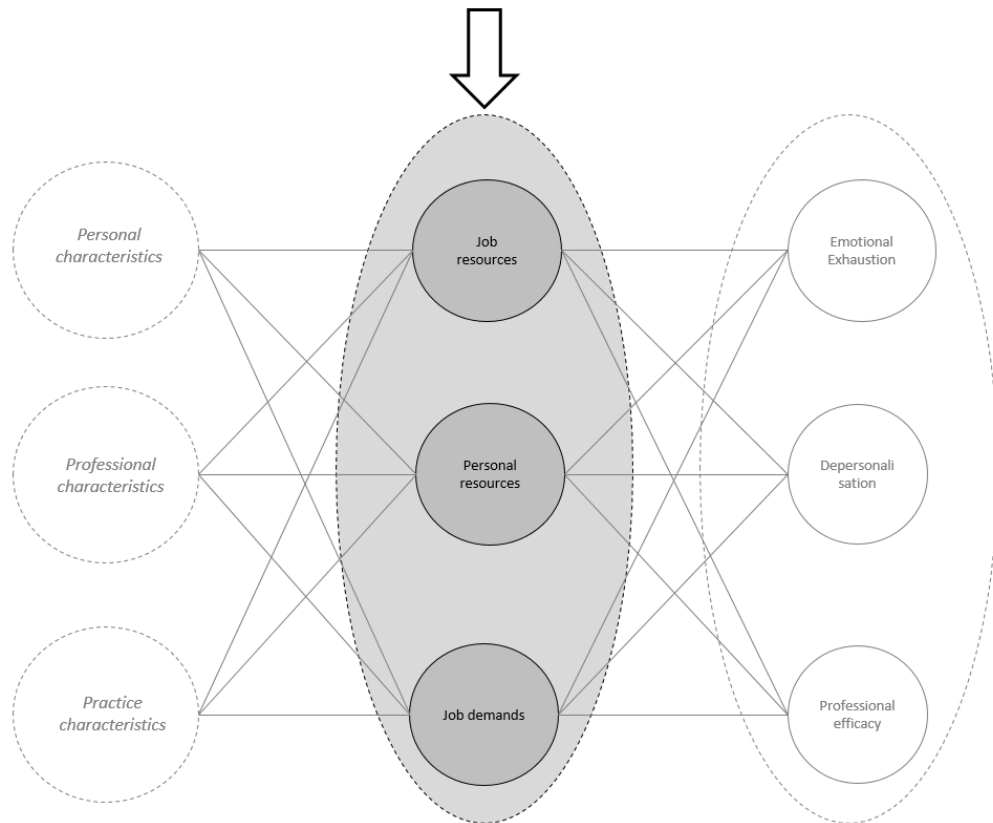 Personal
characteristics
Job
resources
Emotional
Exhaustion
Professional
characteristics
Personal
resources
Depersonali
sation
Practice
characteristics
Job demands
Professional
efficacy